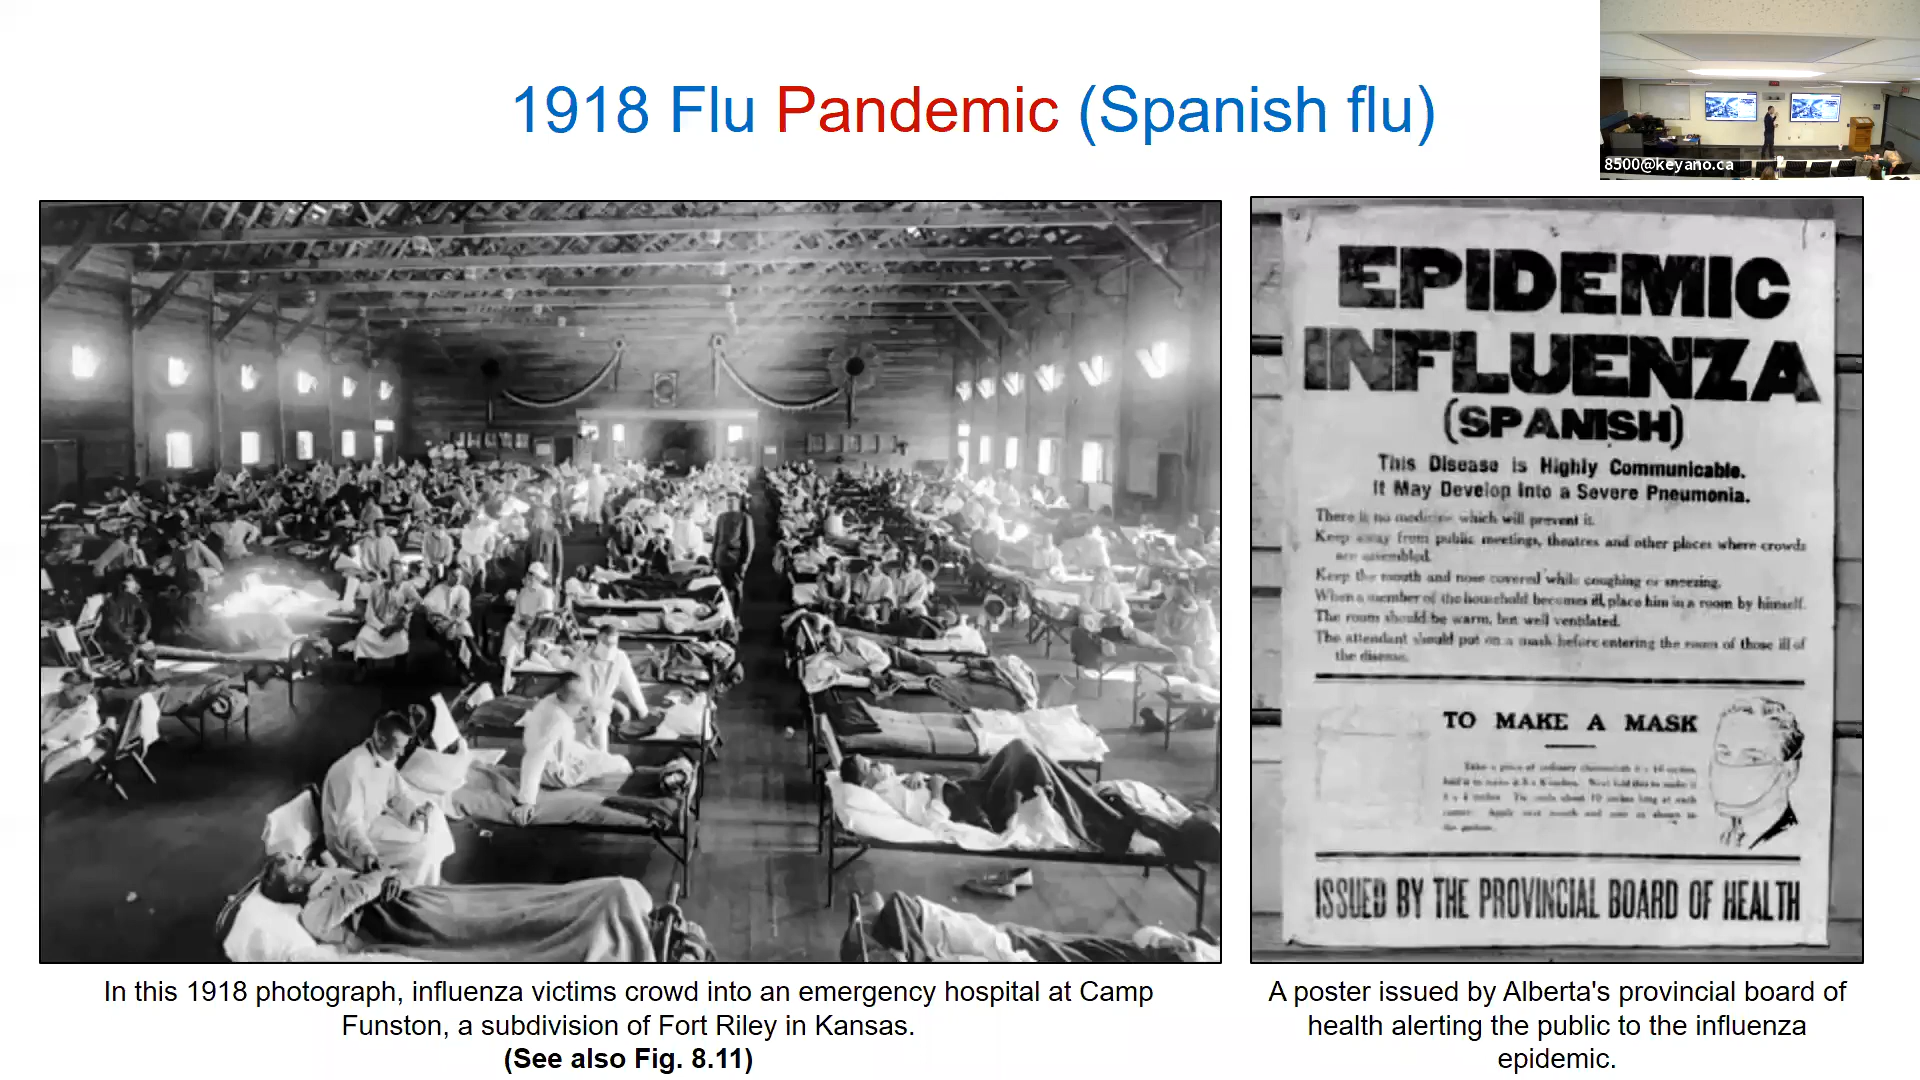 1918 Flu Pandemic (Spanish flu)
8500@keyano.ca
EPIDEMIC
INFLUENZA
(SPANISH)
This Disease is Highly Communicable.
It May Develop Into a Severe Pneumonia.
There is no medicine which will prevent it.
Keep away from public meetings, theatres and other places where crowds
are assembled.
Keep the mouth and nose covered while coughing or sneezing.
When a member of the household becomes ill, place him in a room by himself.
The room should be warm, but well ventilated.
The attendant should put on a mask before entering the room of those ill of
the disease.
TO MAKE A MASK
ISSUED BY THE PROVINCIAL BOARD OF HEALTH
In this 1918 photograph, influenza victims crowd into an emergency hospital at Camp
Funston, a subdivision of Fort Riley in Kansas.
(See also Fig. 8.11)
A poster issued by Alberta's provincial board of
health alerting the public to the influenza
epidemic.